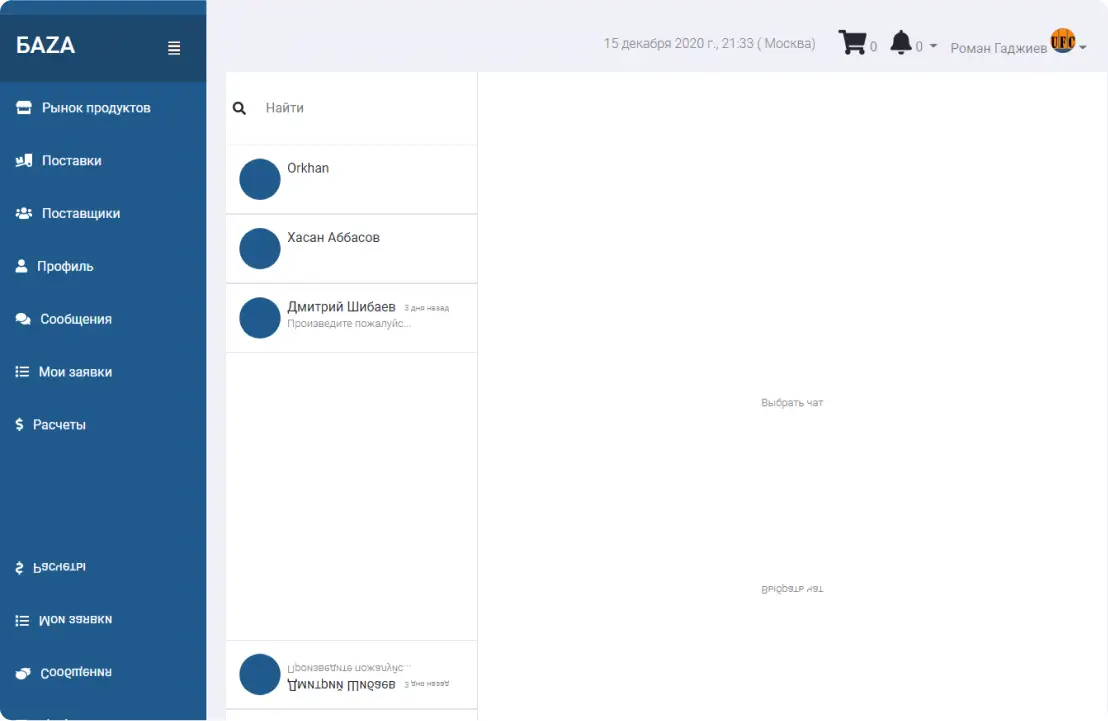 БАZА
15 декабря 2020 г., 21:33 ( Москва)
0
0
Роман Гаджиев
UFC
Рынок продуктов
Поставки
Поставщики
Профиль
Сообщения
Мои заявки
Расчеты
Найти
Orkhan
Хасан Аббасов
Дмитрий Шибаев 3 дня назад
Произведите пожалуйс...
Выбрать чат
Расчеты
Мои заявки
Сообщения
Выбрать чат
Произведите пожалуйс...
Дмитрий Шибаев 3 дня назад